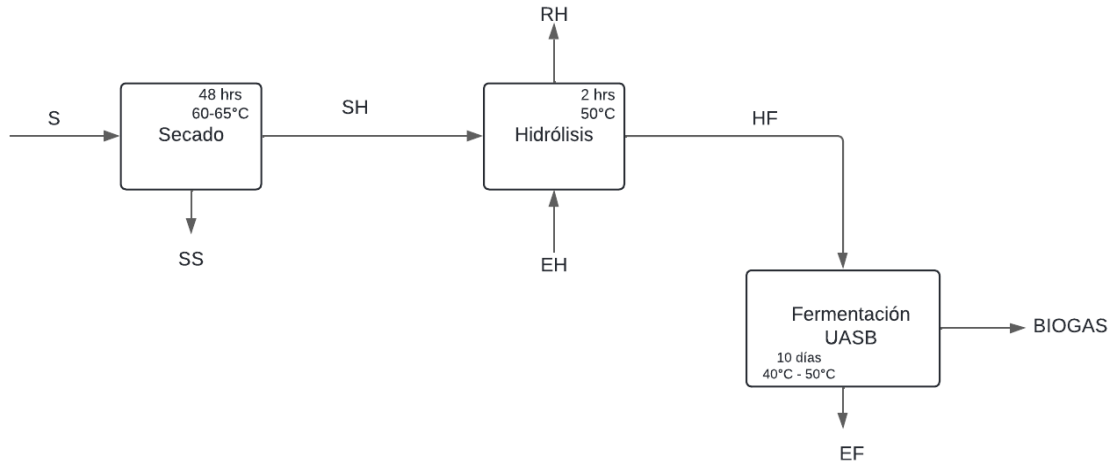 RH
48 hrs
60-65°C
Secado
S
SH
2 hrs
50°C
Hidrólisis
HF
SS
EH
Fermentación
UASB
10 días
40°C - 50°C
BIOGAS
EF